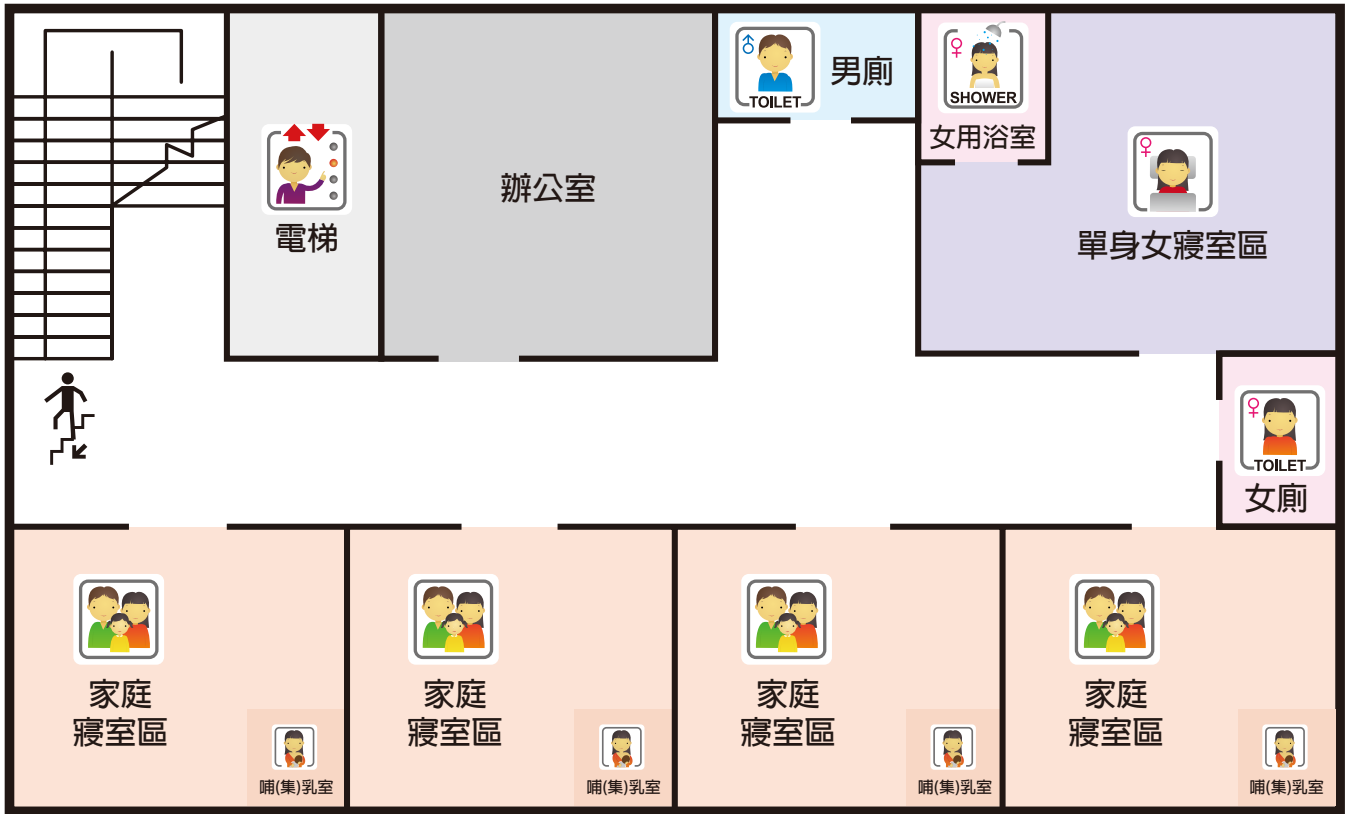 TOILET
男廁
SHOWER
女用浴室
電梯
辦公室
單身女寢室區
TOILET
女廁
家庭
寢室區
哺(集)乳室
家庭
寢室區
哺(集)乳室
家庭
寢室區
哺(集)乳室
家庭
寢室區
哺(集)乳室